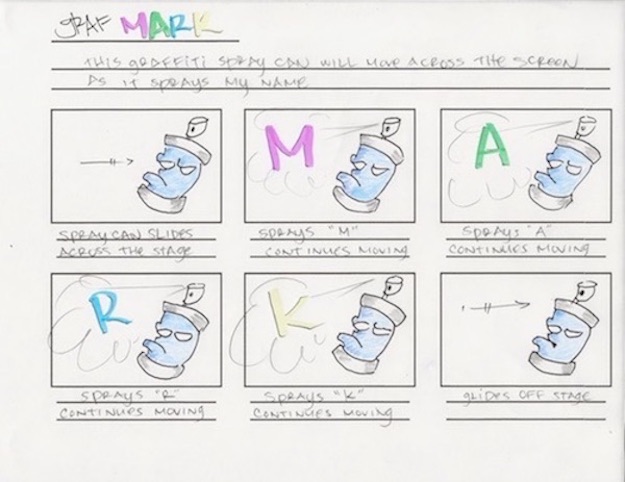 GRAF MARK
THIS GRAFFITI SPRAY CAN WILL MOVE ACROSS THE SCREEN
AS IT SPRAYS MY NAME
M
A
SPRAY CAN SLIDES
ACROSS THE STAGE
SPRAYS "M"
CONTINUES MOVING
SPRAYS "A"
CONTINUES MOVING
R
K
SPRAYS "R"
CONTINUES MOVING
SPRAYS "K"
CONTINUES MOVING
GLIDES OFF STAGE